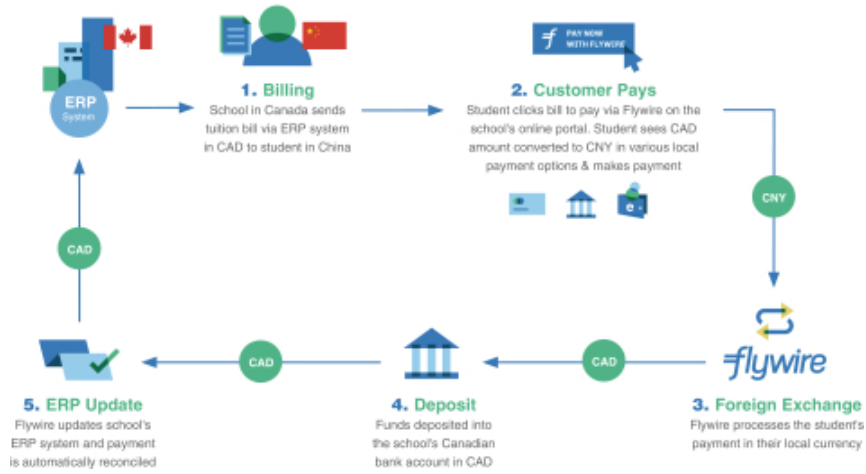 ERP
System
1. Billing
School in Canada sends
tuition bill via ERP system
in CAD to student in China
PAY NOW
WITH FLYWIRE
2. Customer Pays
Student clicks bill to pay via Flywire on the
school's online portal. Student sees CAD
amount converted to CNY in various local
payment options & makes payment
e
CNY
flywire
3. Foreign Exchange
Flywire processes the student's
payment in their local currency
CAD
4. Deposit
Funds deposited into
the school's Canadian
bank account in CAD
CAD
5. ERP Update
Flywire updates school's
ERP system and payment
is automatically reconciled
CAD